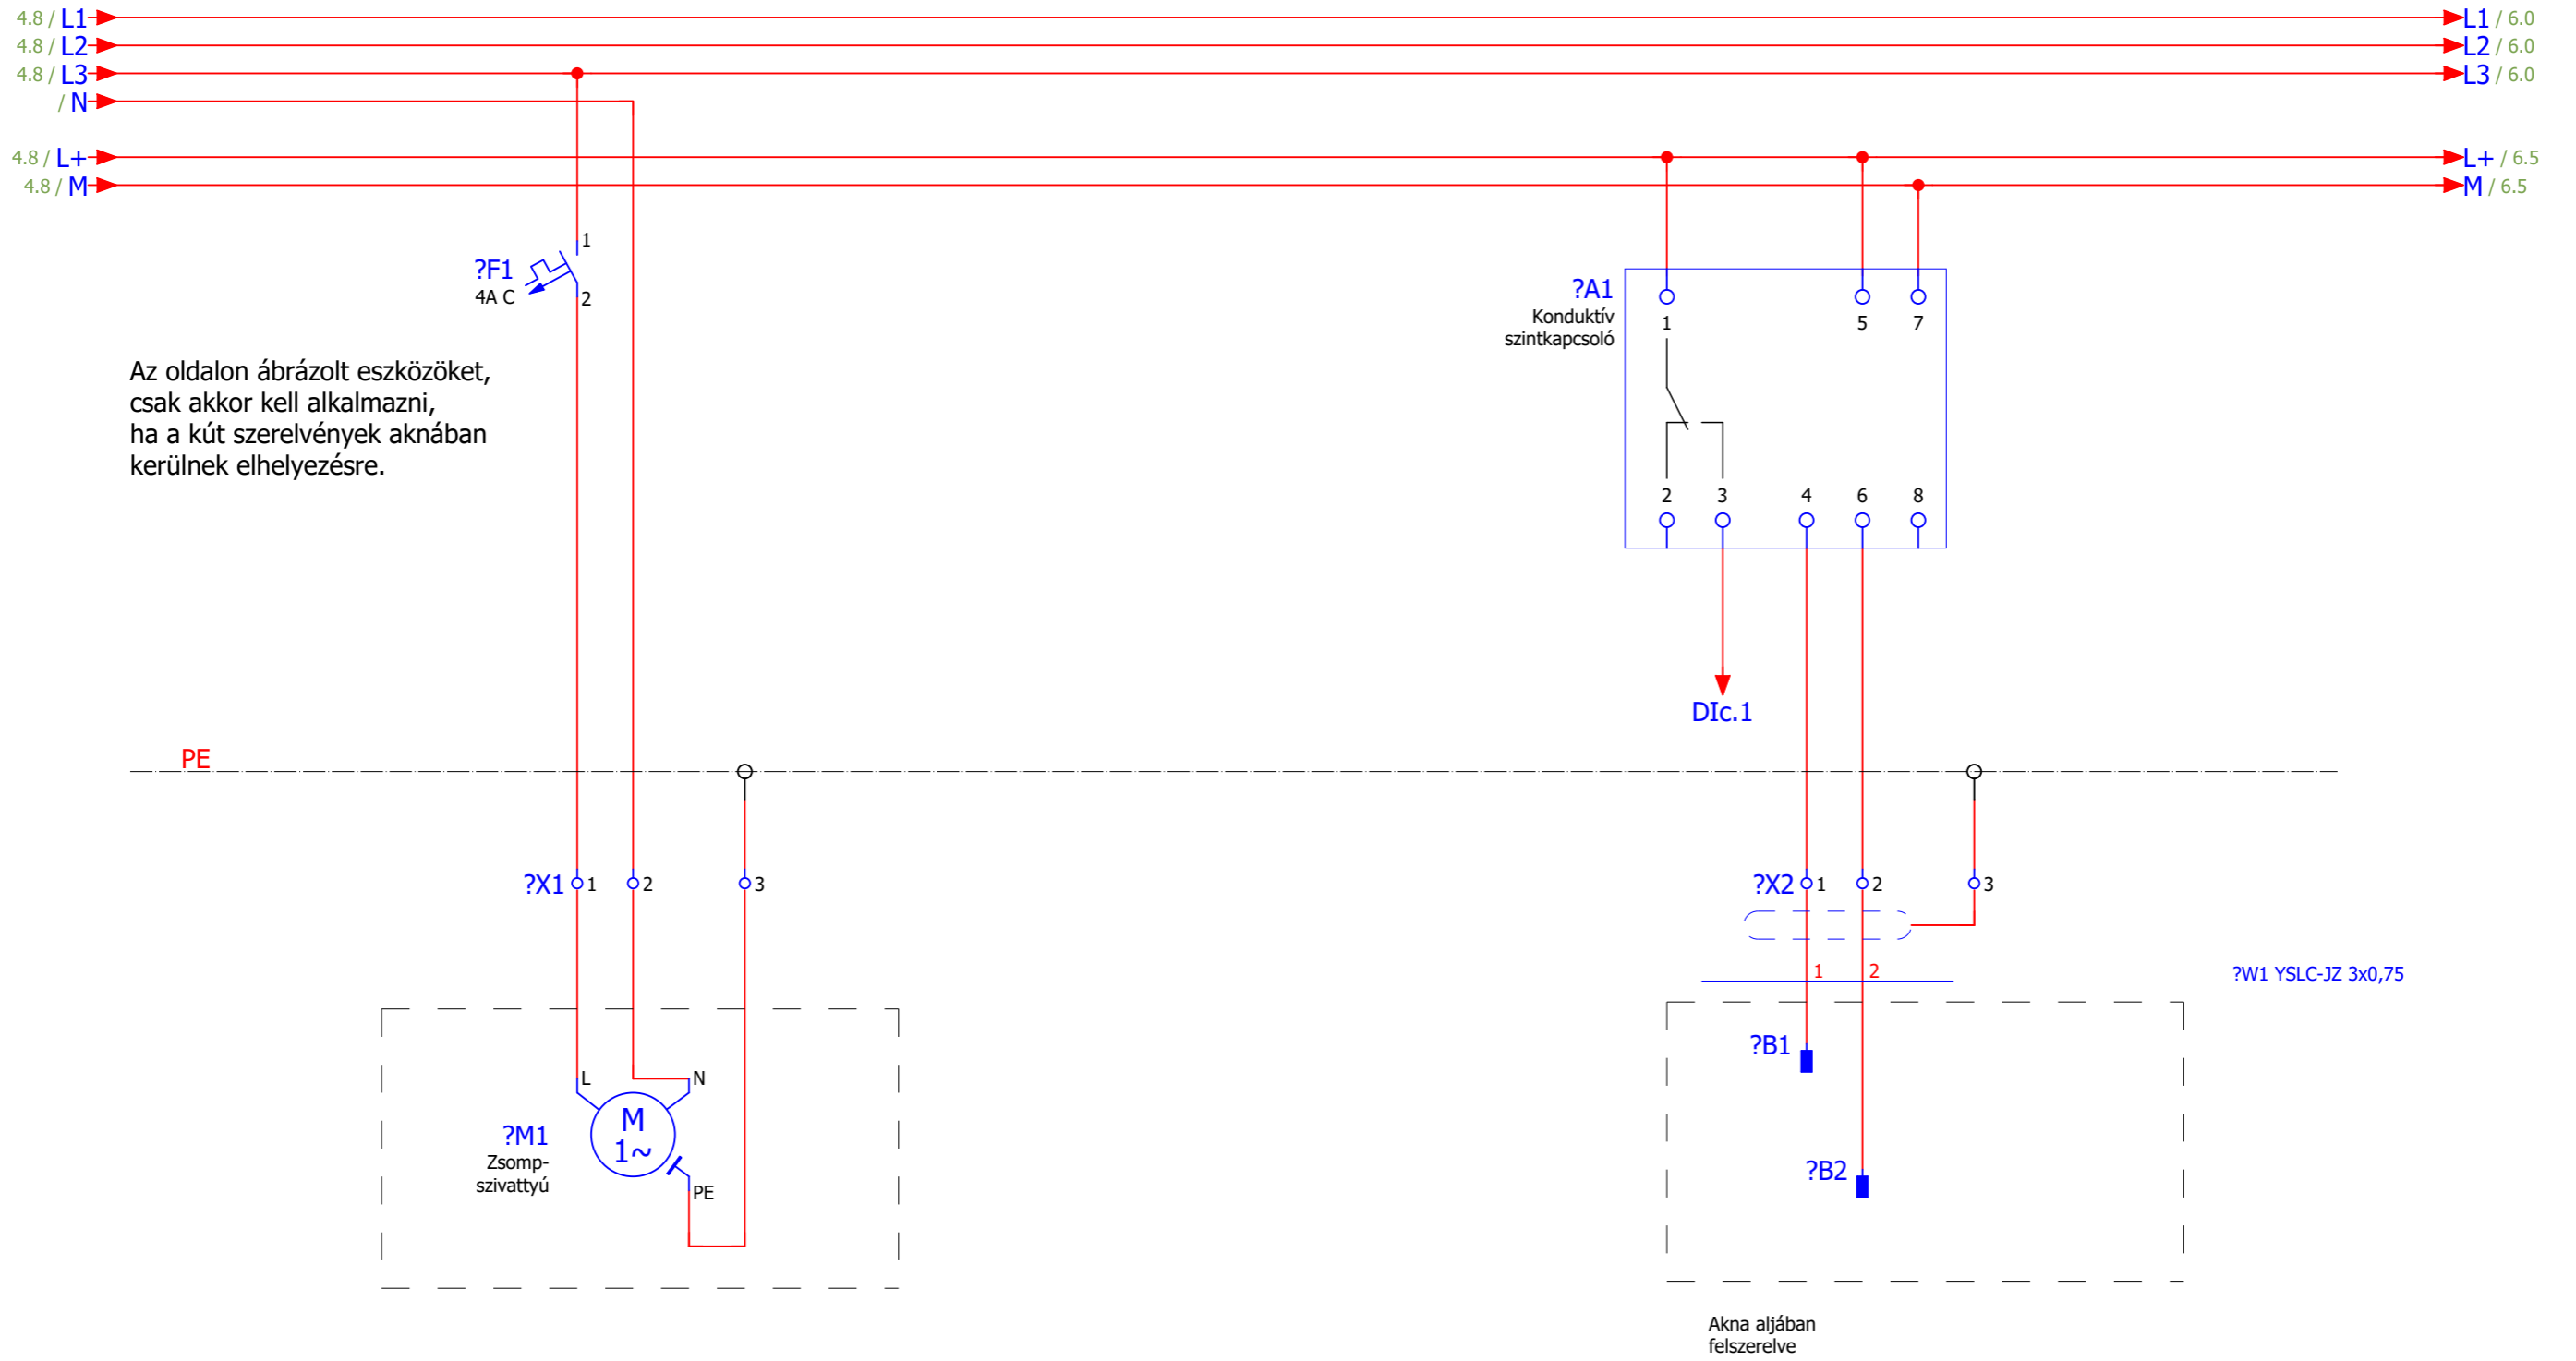 4.8 / L1
L1 / 6.0
4.8 / L2
L2 / 6.0
4.8 / L3
L3 / 6.0
/ N
4.8 / L+
L+ / 6.5
4.8 / M
M / 6.5
1
?F1
4A C
2
?A1
Konduktív
szintkapcsoló
1
5
7
Az oldalon ábrázolt eszközöket,
csak akkor kell alkalmazni,
ha a kút szerelvények aknában
kerülnek elhelyezésre.
2
3
4
6
8
DIc.1
PE
?X1
1
2
3
?X2
1
2
3
1
2
?W1 YSLC-JZ 3x0,75
?B1
L
N
M
1~
?M1
Zsomp-
szivattyú
PE
?B2
Akna aljában
felszerelve